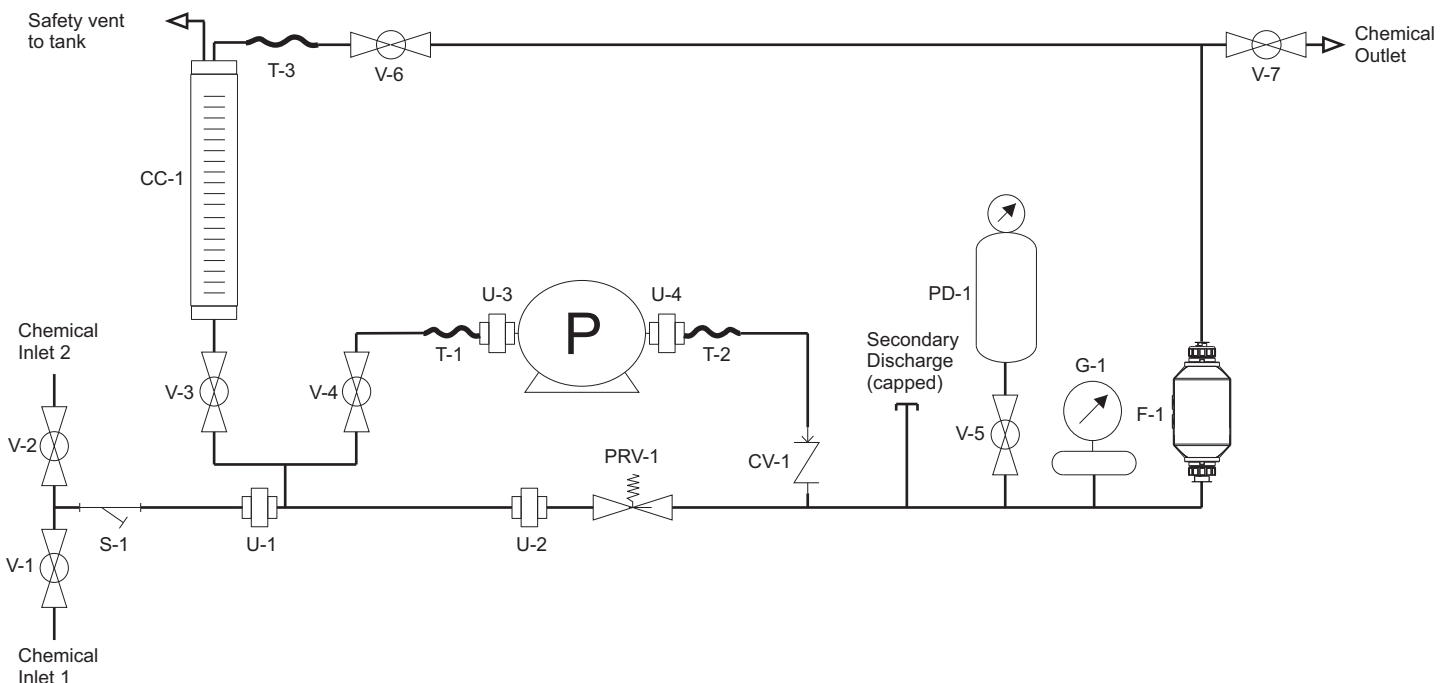 Safety vent
to tank
T-3
V-6
V-7
Chemical
Outlet
CC-1
PD-1
U-3
U-4
P
T-1
T-2
Secondary
Discharge
(capped)
G-1
F-1
Chemical
Inlet 2
V-3
V-4
V-2
V-5
PRV-1
CV-1
S-1
U-1
U-2
V-1
Chemical
Inlet 1